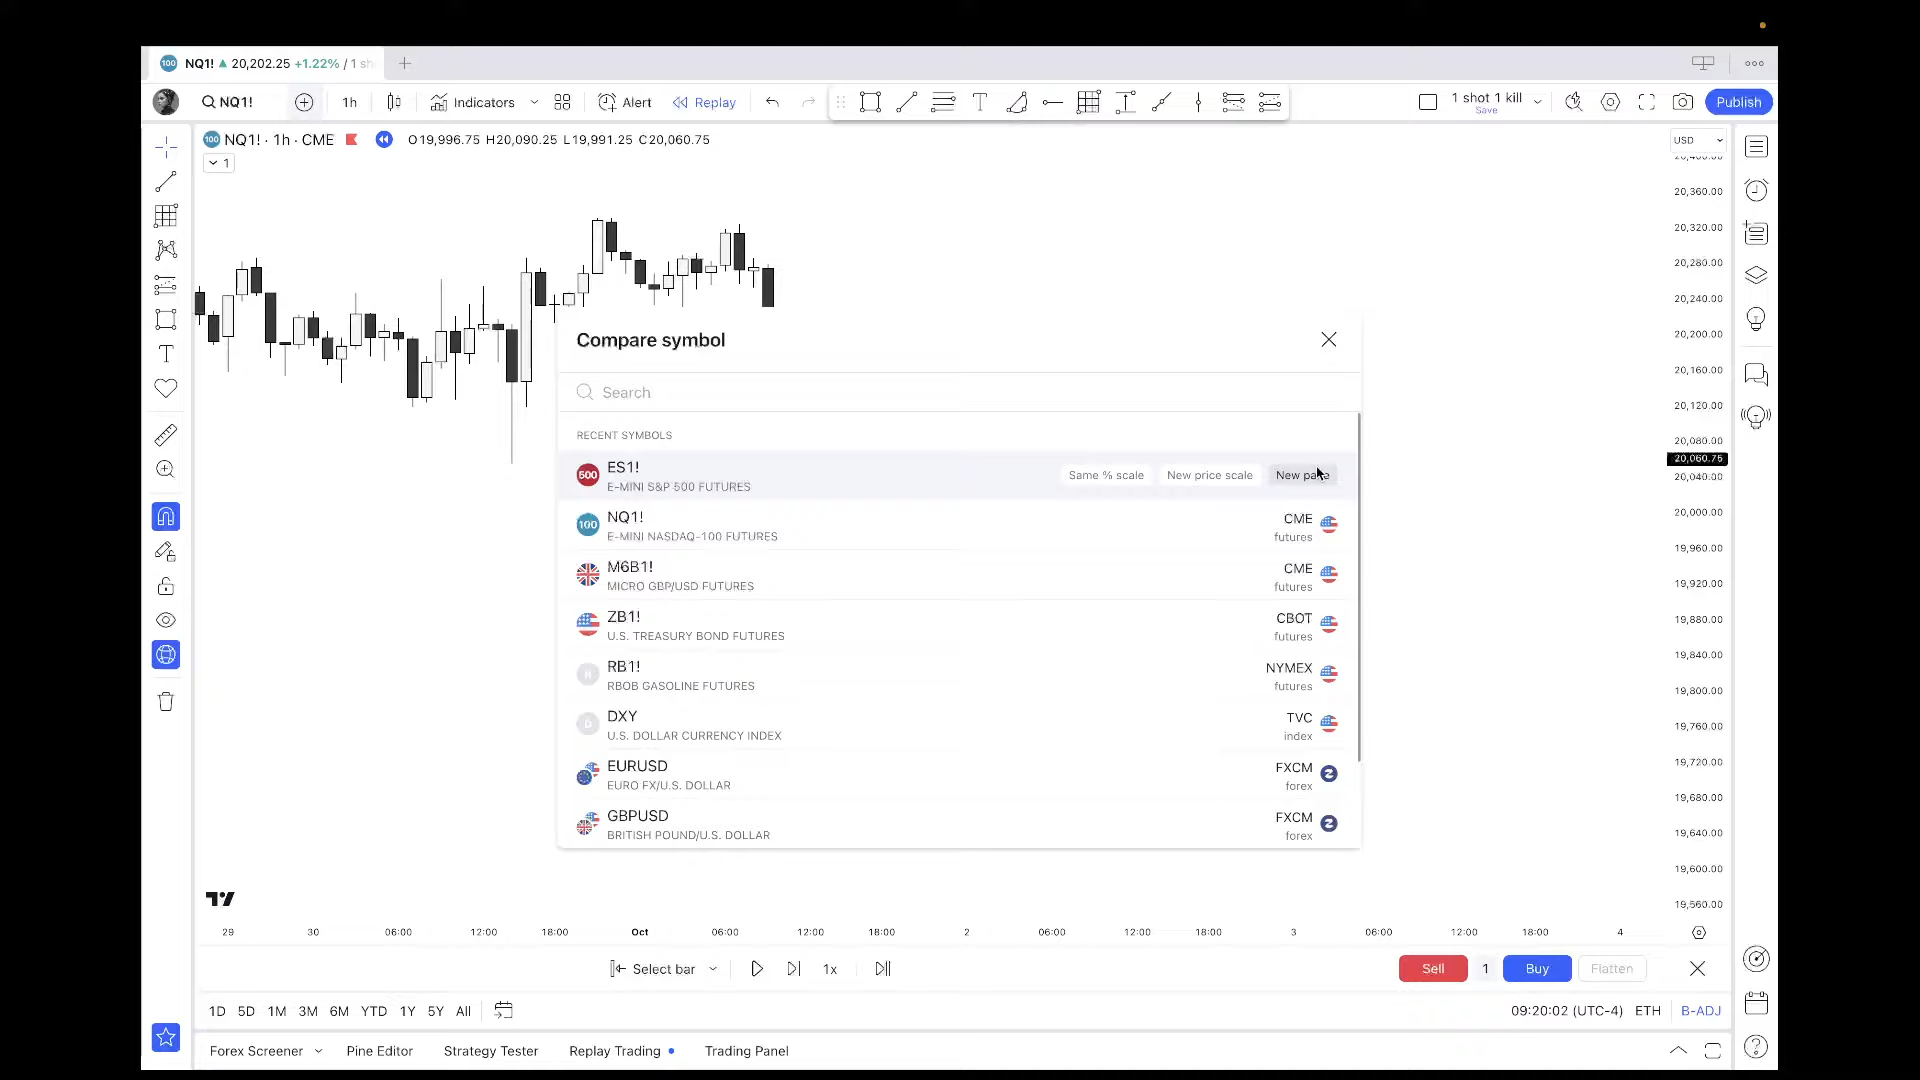 100 NQ1! ▲ 20,202.25 +1.22% / 1 sh
NQ1! 1h Indicators Alert Replay T 1 shot 1 kill Save Publish
100 NQ1! · 1h · CME O19,996.75 H20,090.25 L19,991.25 C20,060.75
USD
1
20,360.00
20,320.00
20,280.00
20,240.00
20,200.00
20,160.00
20,120.00
20,080.00
20,060.75
20,040.00
20,000.00
19,960.00
19,920.00
19,880.00
19,840.00
19,800.00
19,760.00
19,720.00
19,680.00
19,640.00
19,600.00
19,560.00
Compare symbol
Search
RECENT SYMBOLS
500 ES1!
E-MINI S&P 500 FUTURES
Same % scale New price scale New pane
100 NQ1! CME
E-MINI NASDAQ-100 FUTURES futures
M6B1! CME
MICRO GBP/USD FUTURES futures
ZB1! CBOT
U.S. TREASURY BOND FUTURES futures
RB1! NYMEX
RBOB GASOLINE FUTURES futures
D DXY TVC
U.S. DOLLAR CURRENCY INDEX index
EURUSD FXCM
EURO FX/U.S. DOLLAR forex
GBPUSD FXCM
BRITISH POUND/U.S. DOLLAR forex
29 30 06:00 12:00 18:00 Oct 06:00 12:00 18:00 2 06:00 12:00 18:00 3 06:00 12:00 18:00 4
Select bar 1x Sell 1 Buy Flatten
1D 5D 1M 3M 6M YTD 1Y 5Y All 09:20:02 (UTC-4) ETH B-ADJ
Forex Screener Pine Editor Strategy Tester Replay Trading Trading Panel